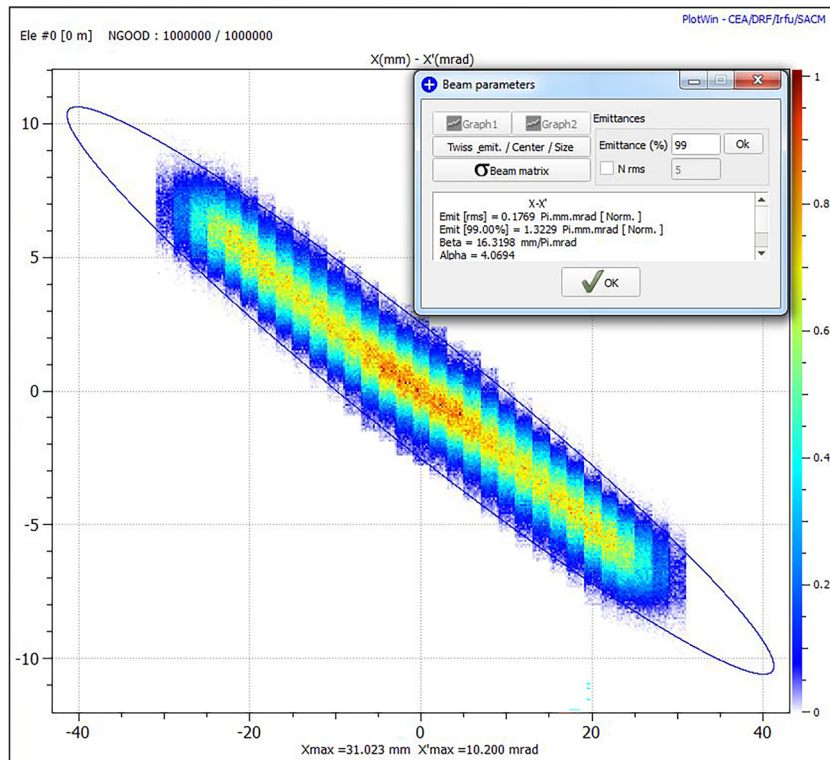 PlotWin - CEA/DRF/Irfu/SACM
Ele #0 [0 m] NGOOD : 1000000 / 1000000
X(mm) - X'(mrad)
Beam parameters
Graph1 Graph2 Emittances
Twiss emit. / Center / Size Emittance (%) 99 Ok
σ Beam matrix N rms 5
X-X'
Emit [rms] = 0.1769 Pi.mm.mrad [ Norm. ]
Emit [99.00%] = 1.3229 Pi.mm.mrad [ Norm. ]
Beta = 16.3198 mm/Pi.mrad
Alpha = 4.0694
OK
10
5
0
-5
-10
-40 -20 0 20 40
1
0.8
0.6
0.4
0.2
0
Xmax =31.023 mm X'max =10.200 mrad